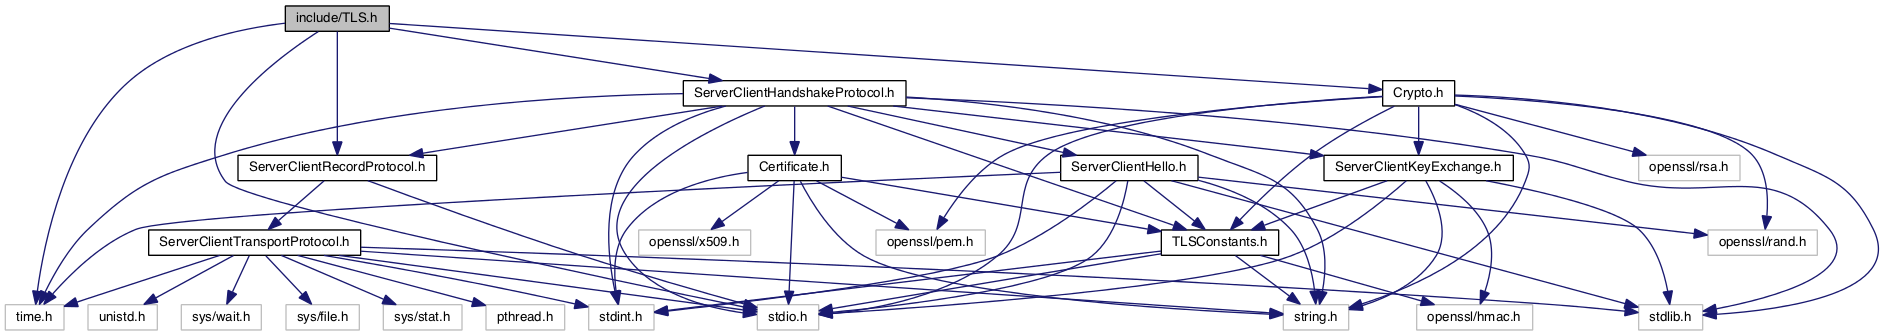 include/TLS.h
ServerClientHandshakeProtocol.h
Crypto.h
ServerClientRecordProtocol.h
Certificate.h
ServerClientHello.h
ServerClientKeyExchange.h
openssl/rsa.h
ServerClientTransportProtocol.h
openssl/x509.h
openssl/pem.h
TLSConstants.h
openssl/rand.h
time.h
unistd.h
sys/wait.h
sys/file.h
sys/stat.h
pthread.h
stdint.h
stdio.h
string.h
openssl/hmac.h
stdlib.h